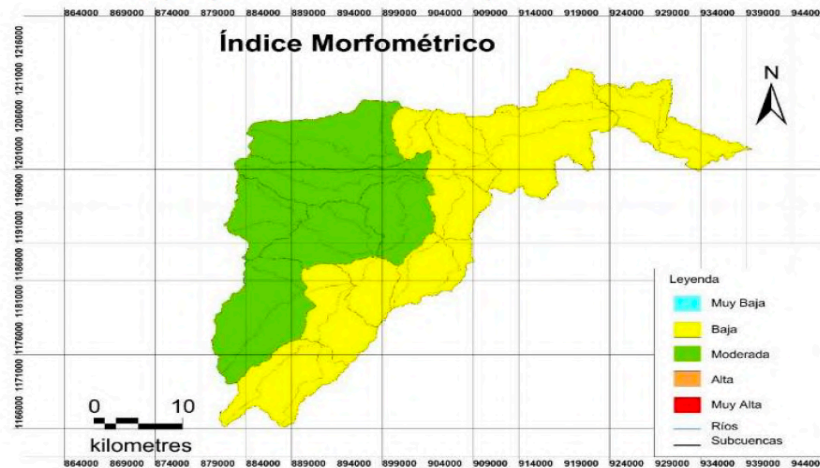 864000 869000 874000 879000 884000 889000 894000 899000 904000 909000 914000 919000 924000 929000 934000 939000 944000
Índice Morfométrico
N
1216000
1211000
1206000
1201000
1196000
1191000
1186000
1181000
1176000
1171000
1166000
Leyenda
Muy Baja
Baja
Moderada
Alta
Muy Alta
Ríos
Subcuencas
0 10
kilometres
864000 869000 874000 879000 884000 889000 894000 899000 904000 909000 914000 919000 924000 929000 934000 939000 944000